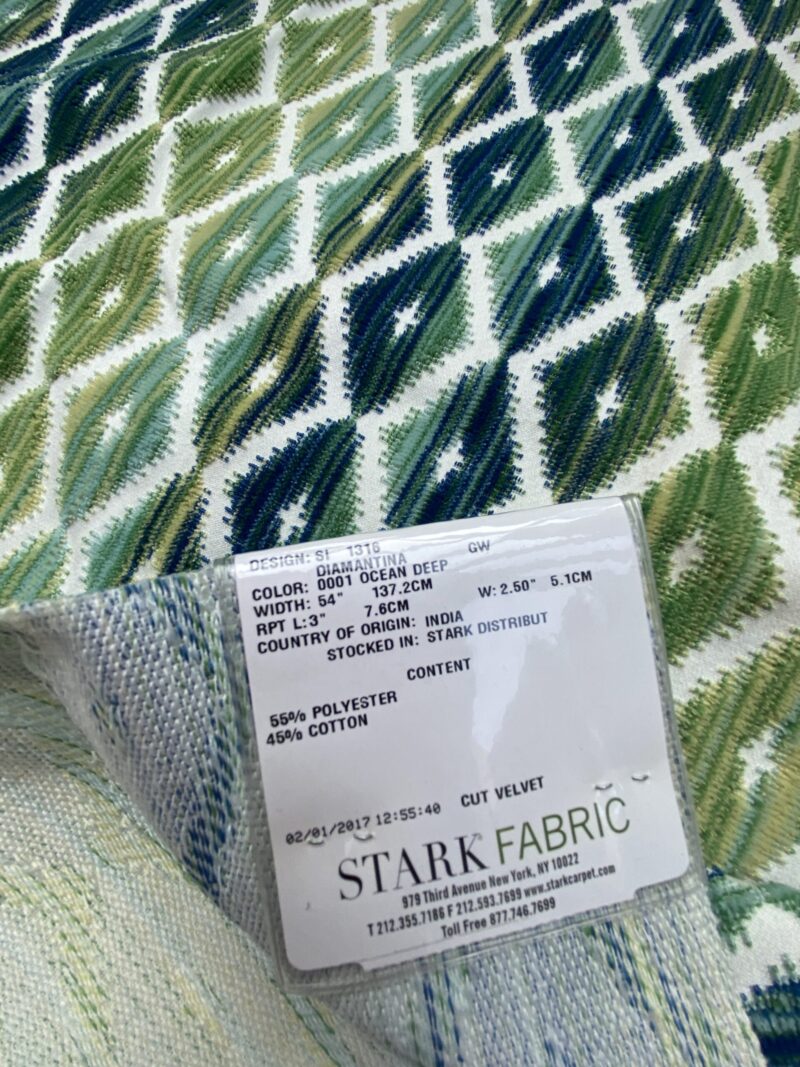 DESIGN: SI 1316 GW
DIAMANTINA
COLOR: 0001 OCEAN DEEP
WIDTH: 54" 137.2CM
RPT L:3" 7.6CM W: 2.50" 5.1CM
COUNTRY OF ORIGIN: INDIA
STOCKED IN: STARK DISTRIBUT
CONTENT
55% POLYESTER
45% COTTON
02/01/2017 12:55:40 CUT VELVET
STARK FABRIC
979 Third Avenue New York, NY 10022
T 212.355.7186 F 212.593.7699 www.starkcarpet.com
Toll Free 877.746.7699